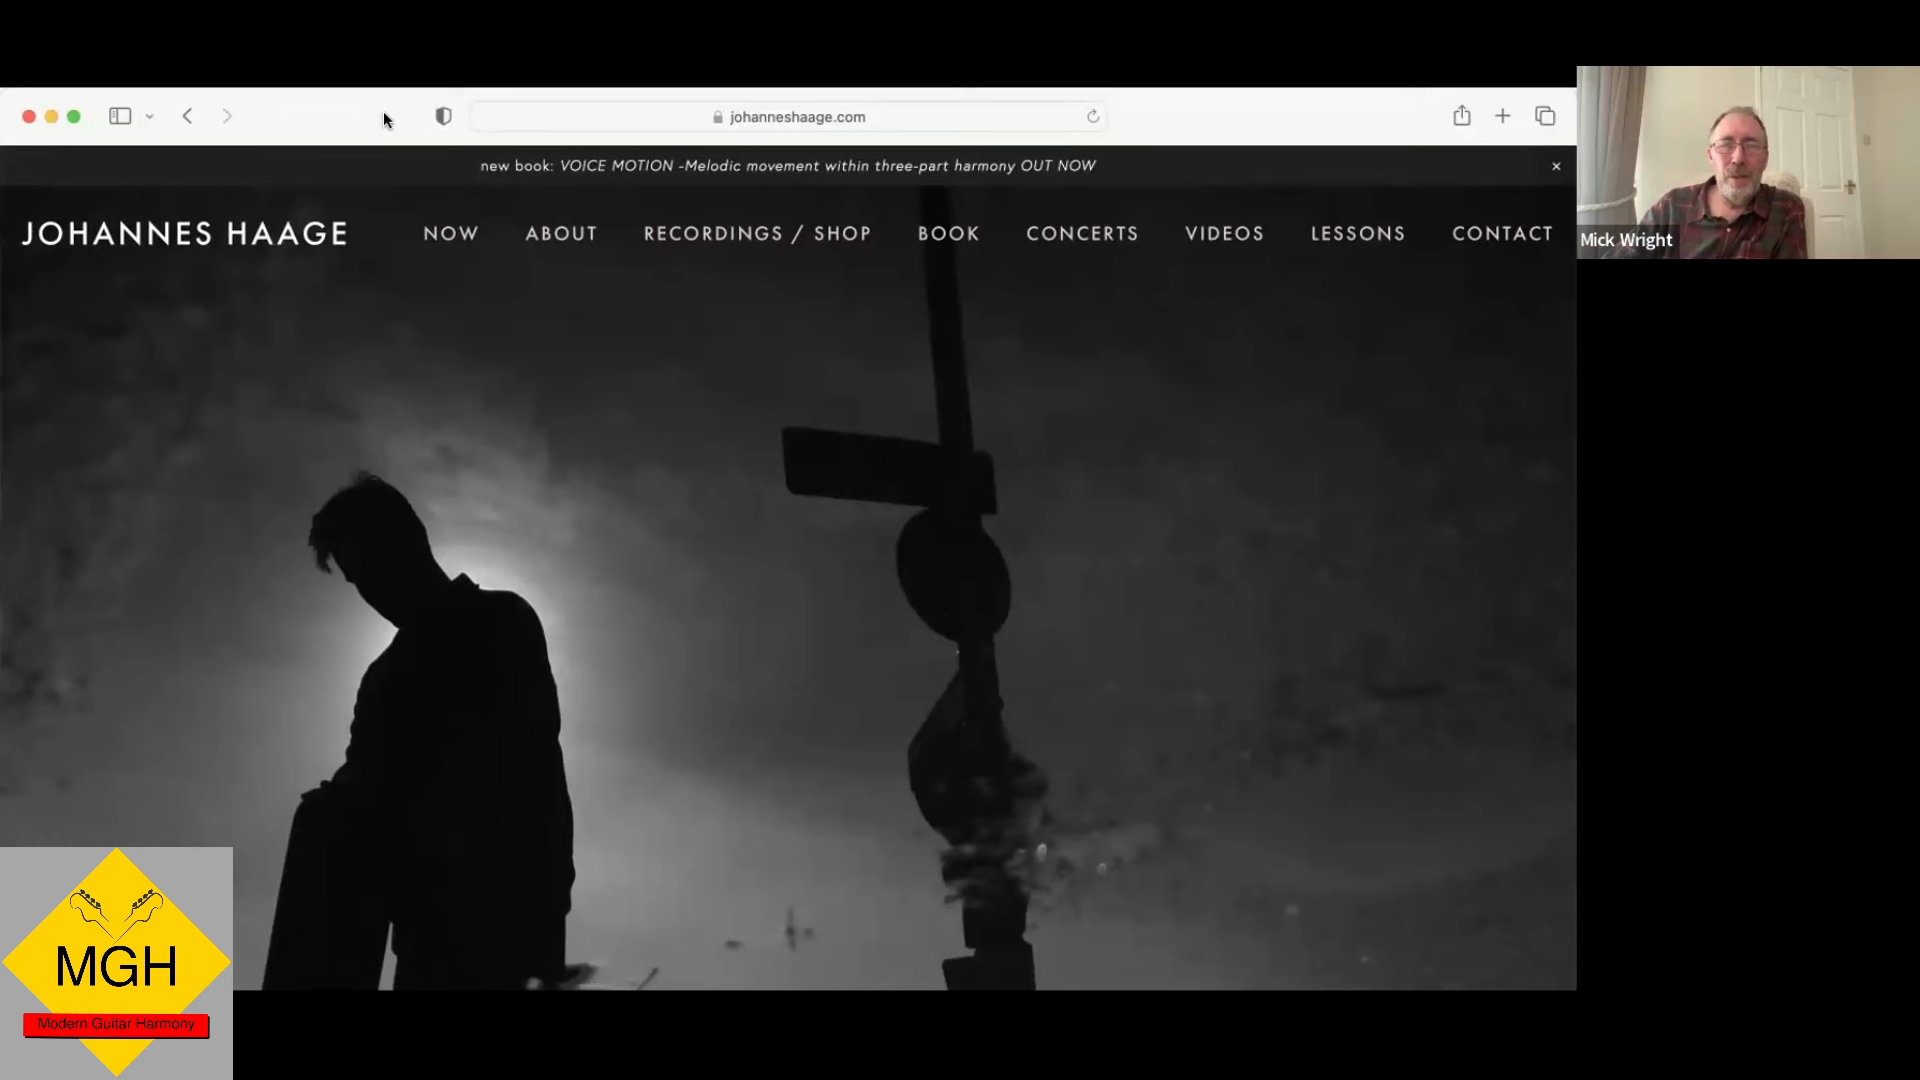 johanneshaage.com
new book: VOICE MOTION -Melodic movement within three-part harmony OUT NOW
JOHANNES HAAGE NOW ABOUT RECORDINGS / SHOP BOOK CONCERTS VIDEOS LESSONS CONTACT
Mick Wright
MGH
Modern Guitar Harmony